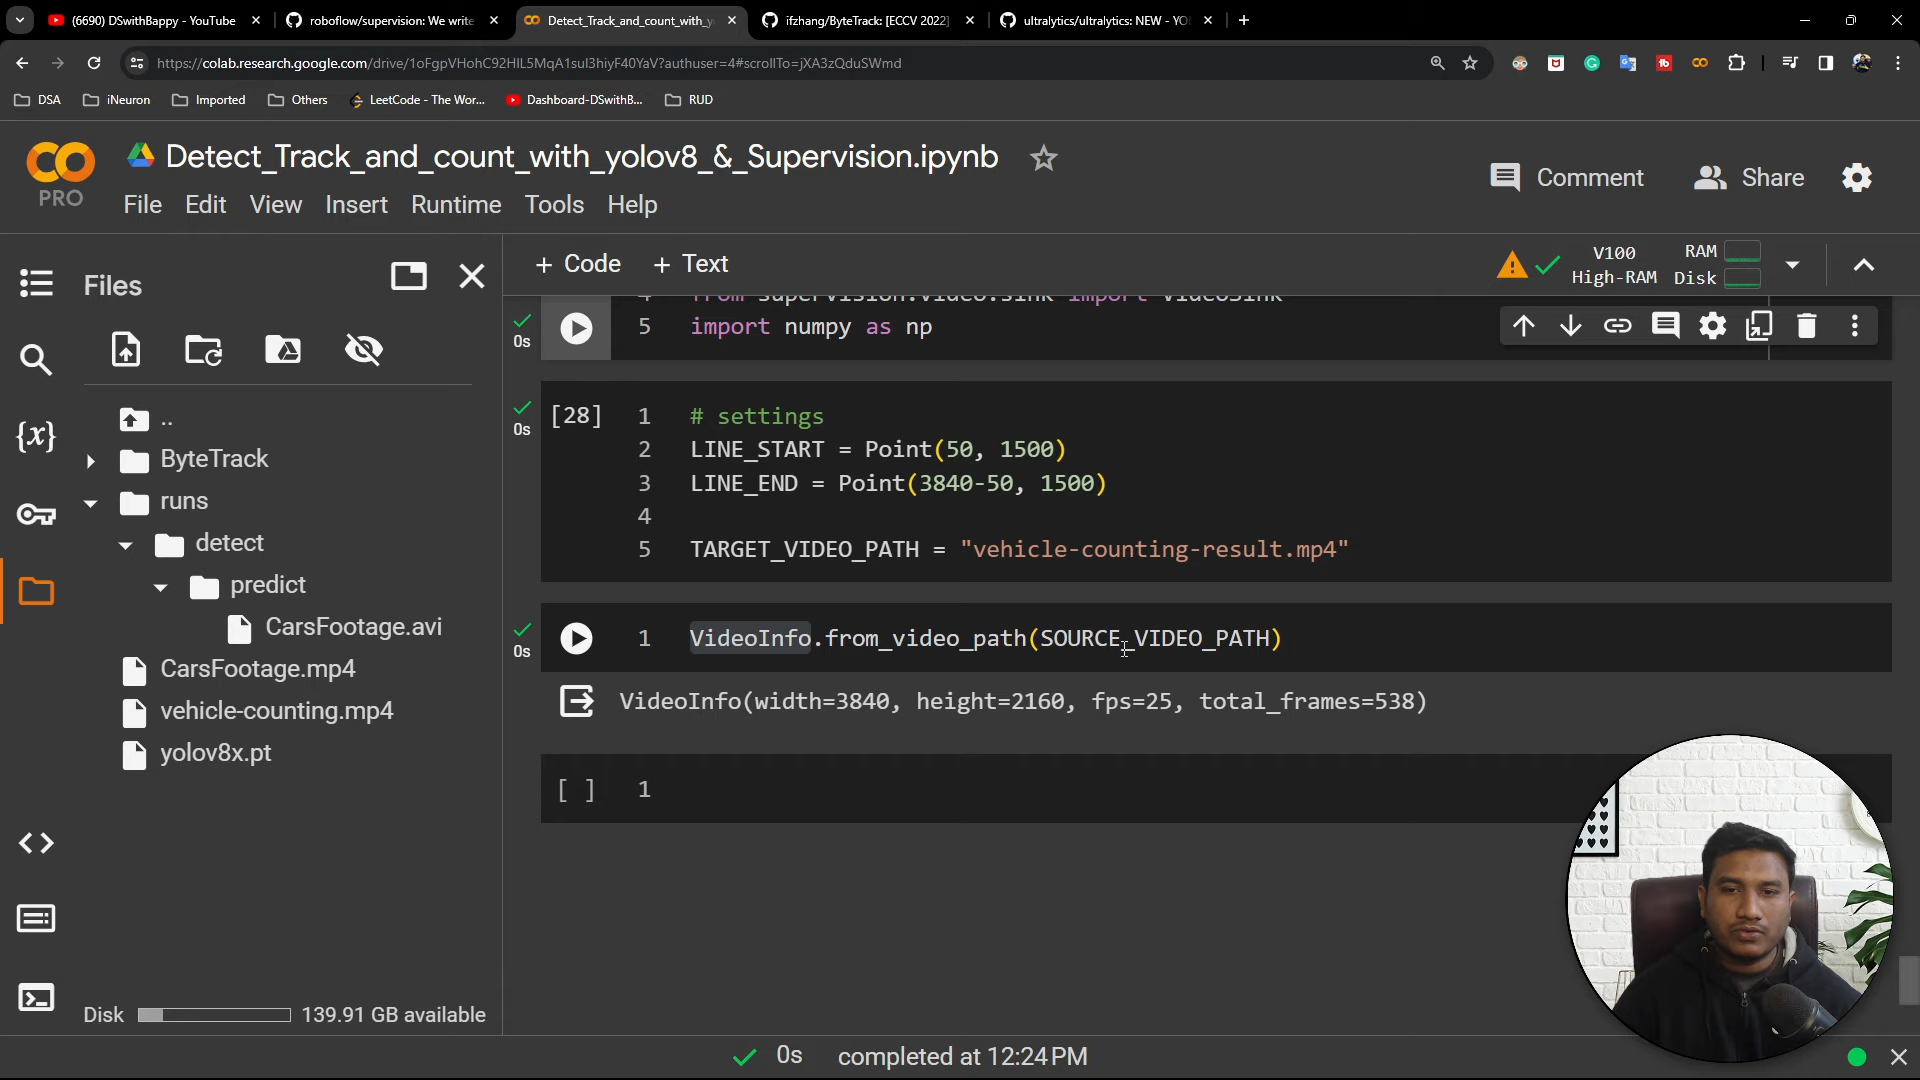 (6690) DSwithBappy - YouTube
roboflow/supervision: We write
Detect_Track_and_count_with_y
ifzhang/ByteTrack: [ECCV 2022]
ultralytics/ultralytics: NEW - YO
https://colab.research.google.com/drive/1oFgpVHohC92HIL5MqA1sul3hiyF40YaV?authuser=4#scrollTo=jXA3zQduSWmd
DSA
iNeuron
Imported
Others
LeetCode - The Wor...
Dashboard-DSwithB...
RUD
PRO
Detect_Track_and_count_with_yolov8_&_Supervision.ipynb
File Edit View Insert Runtime Tools Help
Comment
Share
Files
+ Code + Text
V100
High-RAM
RAM
Disk
..
ByteTrack
runs
detect
predict
CarsFootage.avi
CarsFootage.mp4
vehicle-counting.mp4
yolov8x.pt
Disk 139.91 GB available
4 from supervision.video.sink import VideoSink
0s 5 import numpy as np
[28] 1 # settings
0s 2 LINE_START = Point(50, 1500)
3 LINE_END = Point(3840-50, 1500)
4
5 TARGET_VIDEO_PATH = "vehicle-counting-result.mp4"
0s 1 VideoInfo.from_video_path(SOURCE_VIDEO_PATH)
VideoInfo(width=3840, height=2160, fps=25, total_frames=538)
[ ] 1
0s completed at 12:24 PM